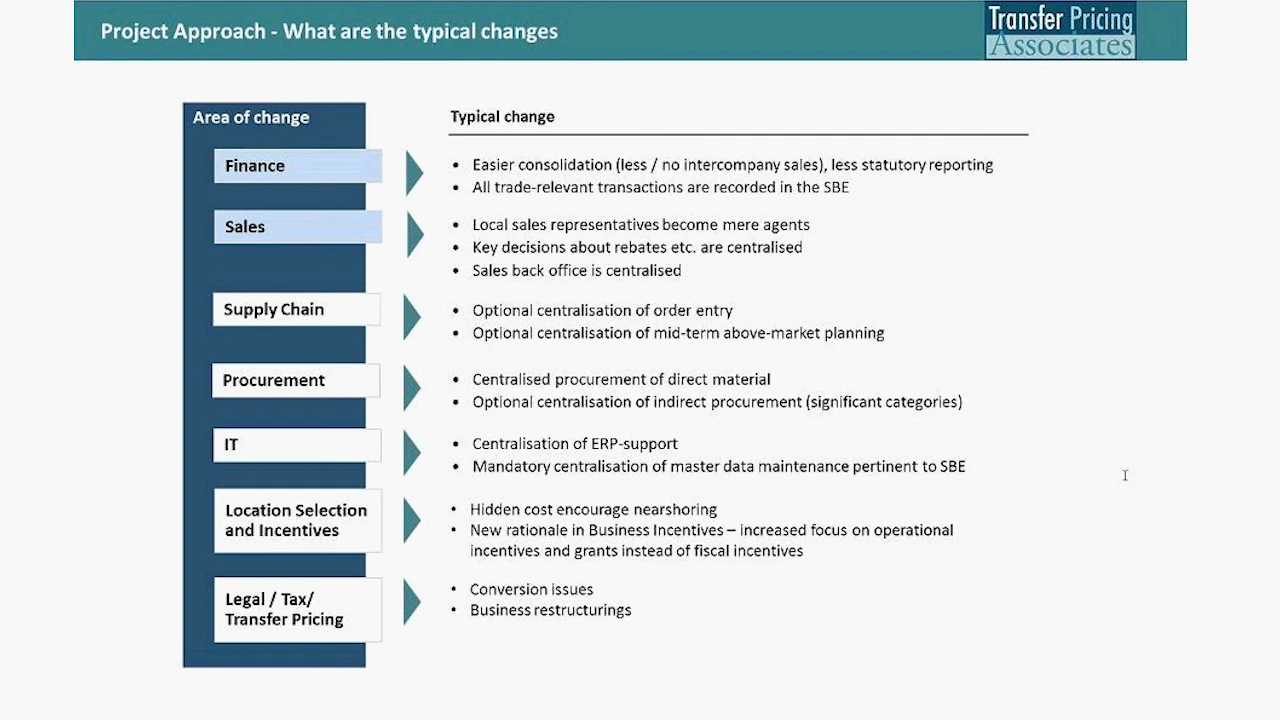 Project Approach - What are the typical changes
Transfer Pricing
Associates
Area of change
Typical change
Finance
• Easier consolidation (less / no intercompany sales), less statutory reporting
• All trade-relevant transactions are recorded in the SBE
Sales
• Local sales representatives become mere agents
• Key decisions about rebates etc. are centralised
• Sales back office is centralised
Supply Chain
• Optional centralisation of order entry
• Optional centralisation of mid-term above-market planning
Procurement
• Centralised procurement of direct material
• Optional centralisation of indirect procurement (significant categories)
IT
• Centralisation of ERP-support
• Mandatory centralisation of master data maintenance pertinent to SBE
Location Selection
and Incentives
• Hidden cost encourage nearshoring
• New rationale in Business Incentives – increased focus on operational
incentives and grants instead of fiscal incentives
Legal / Tax/
Transfer Pricing
• Conversion issues
• Business restructurings